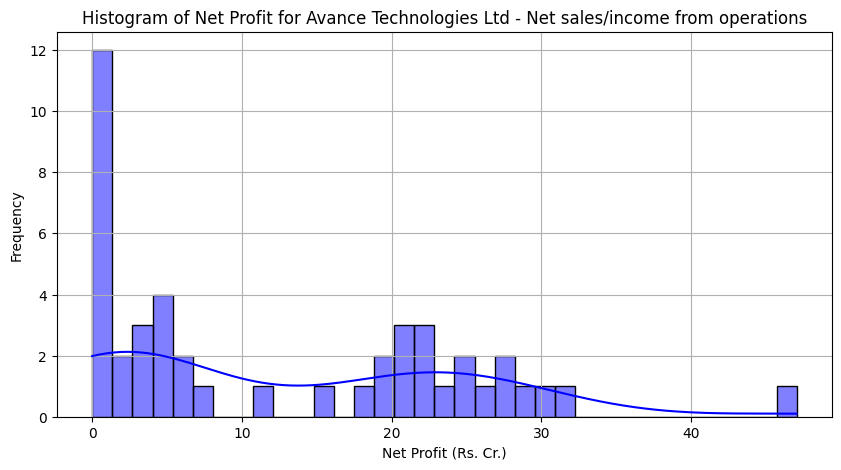 Histogram of Net Profit for Avance Technologies Ltd - Net sales/income from operations
12
10
8
6
4
2
0
Frequency
0 10 20 30 40
Net Profit (Rs. Cr.)